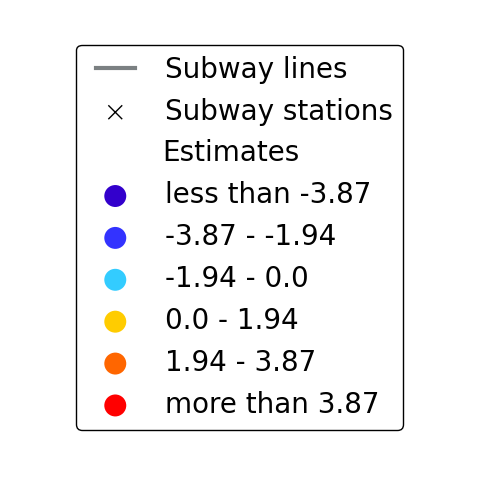 Subway lines
Subway stations
Estimates
less than -3.87
-3.87 - -1.94
-1.94 - 0.0
0.0 - 1.94
1.94 - 3.87
more than 3.87